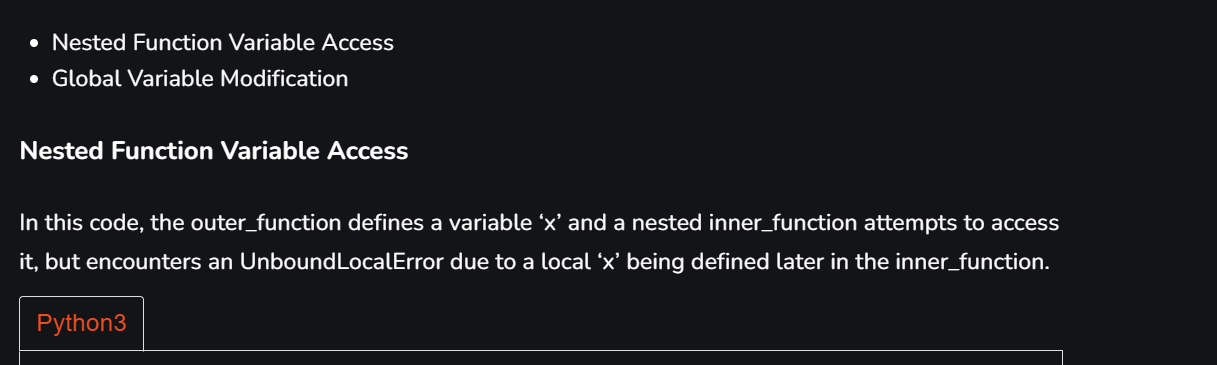 Nested Function Variable Access
Global Variable Modification
Nested Function Variable Access
In this code, the outer_function defines a variable ‘x’ and a nested inner_function attempts to access
it, but encounters an UnboundLocalError due to a local ‘x’ being defined later in the inner_function.
Python3